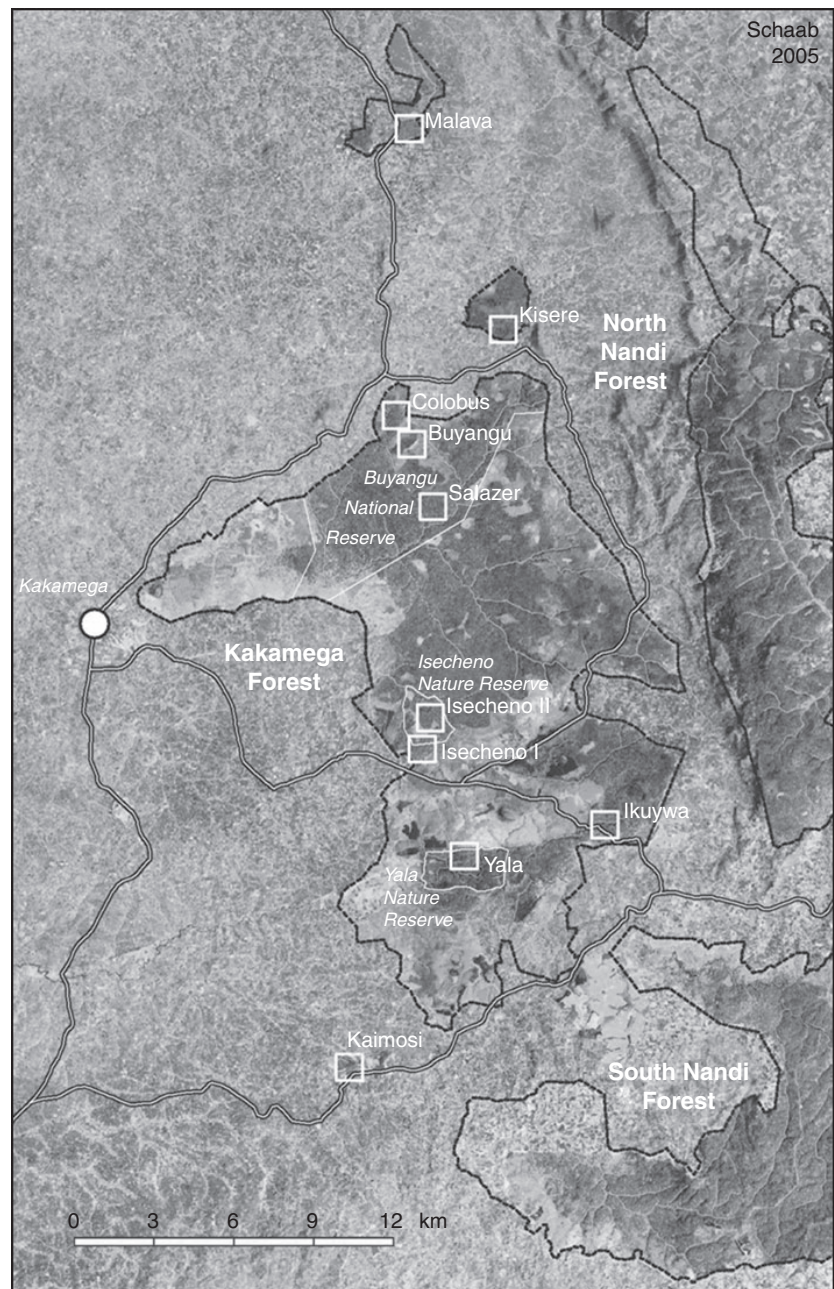 Schaab
2005
Malava
Kisere
North
Nandi
Forest
Colobus
Buyangu
Buyangu
National
Reserve
Salazer
Kakamega
Kakamega
Forest
Isecheno
Nature Reserve
Isecheno II
Isecheno I
Ikuywa
Yala
Yala
Nature
Reserve
Kaimosi
South Nandi
Forest
0 3 6 9 12 km